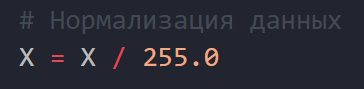 # Нормализация данных
X = X / 255.0